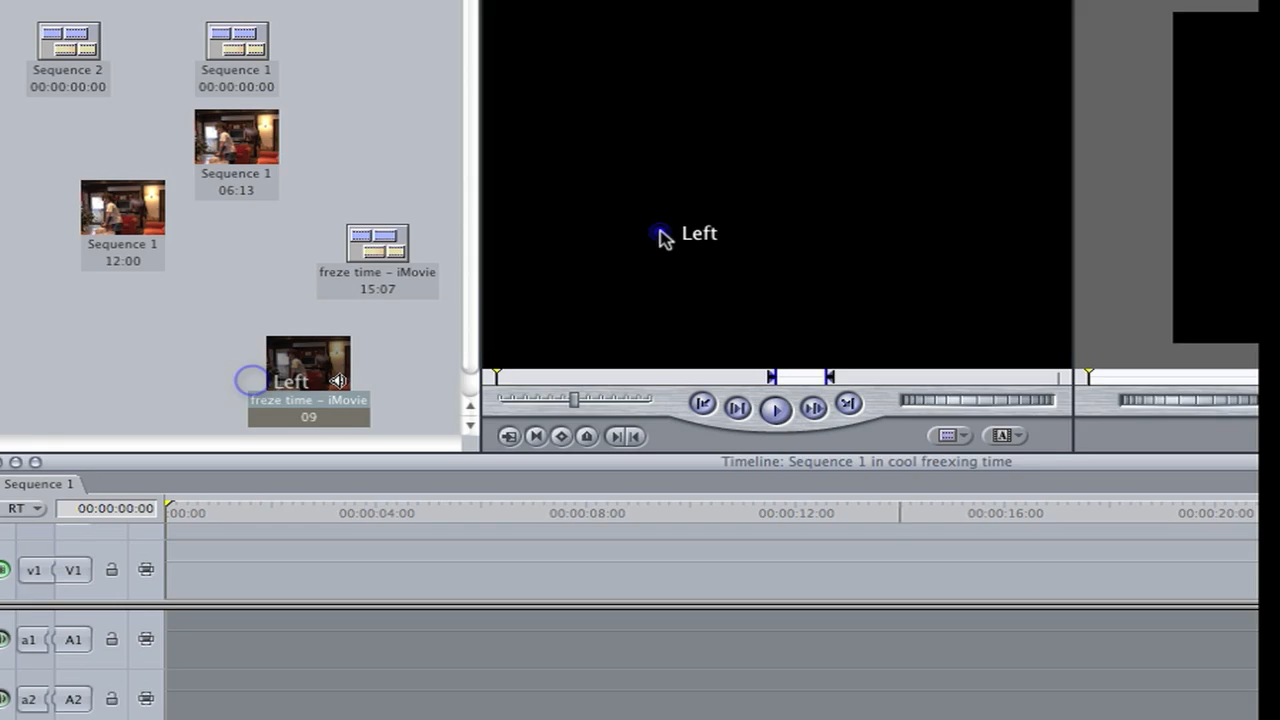 Sequence 2
00:00:00:00
Sequence 1
00:00:00:00
Sequence 1
06:13
Sequence 1
12:00
freze time – iMovie
15:07
Left
freze time – iMovie
09
Left
A
Timeline: Sequence 1 in cool freexing time
Sequence 1
RT
00:00:00:00
:00:00
00:00:04:00
00:00:08:00
00:00:12:00
00:00:16:00
00:00:20:00
v1
V1
a1
A1
a2
A2